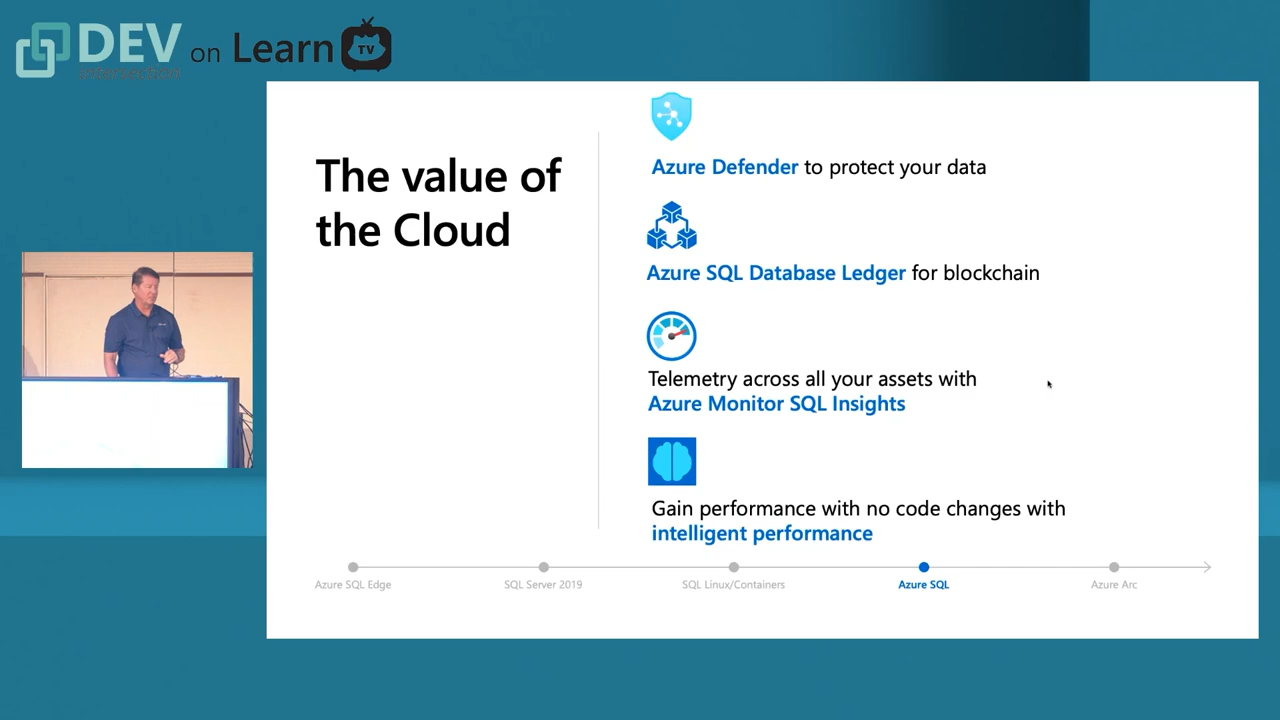 DEV on Learn TV
intersection
The value of
the Cloud
Azure Defender to protect your data
Azure SQL Database Ledger for blockchain
Telemetry across all your assets with
Azure Monitor SQL Insights
Gain performance with no code changes with
intelligent performance
Azure SQL Edge
SQL Server 2019
SQL Linux/Containers
Azure SQL
Azure Arc